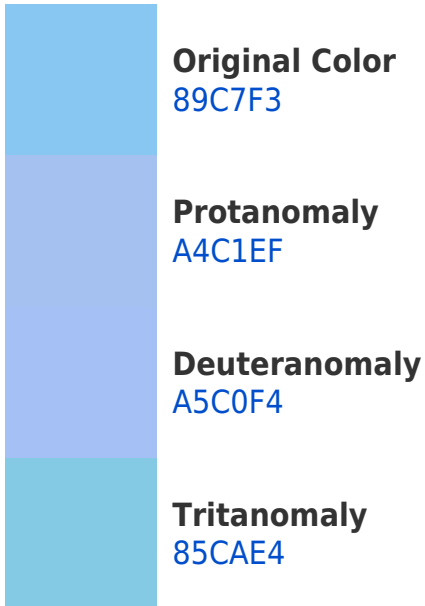 Original Color
89C7F3
Protanomaly
A4C1EF
Deuteranomaly
A5C0F4
Tritanomaly
85CAE4